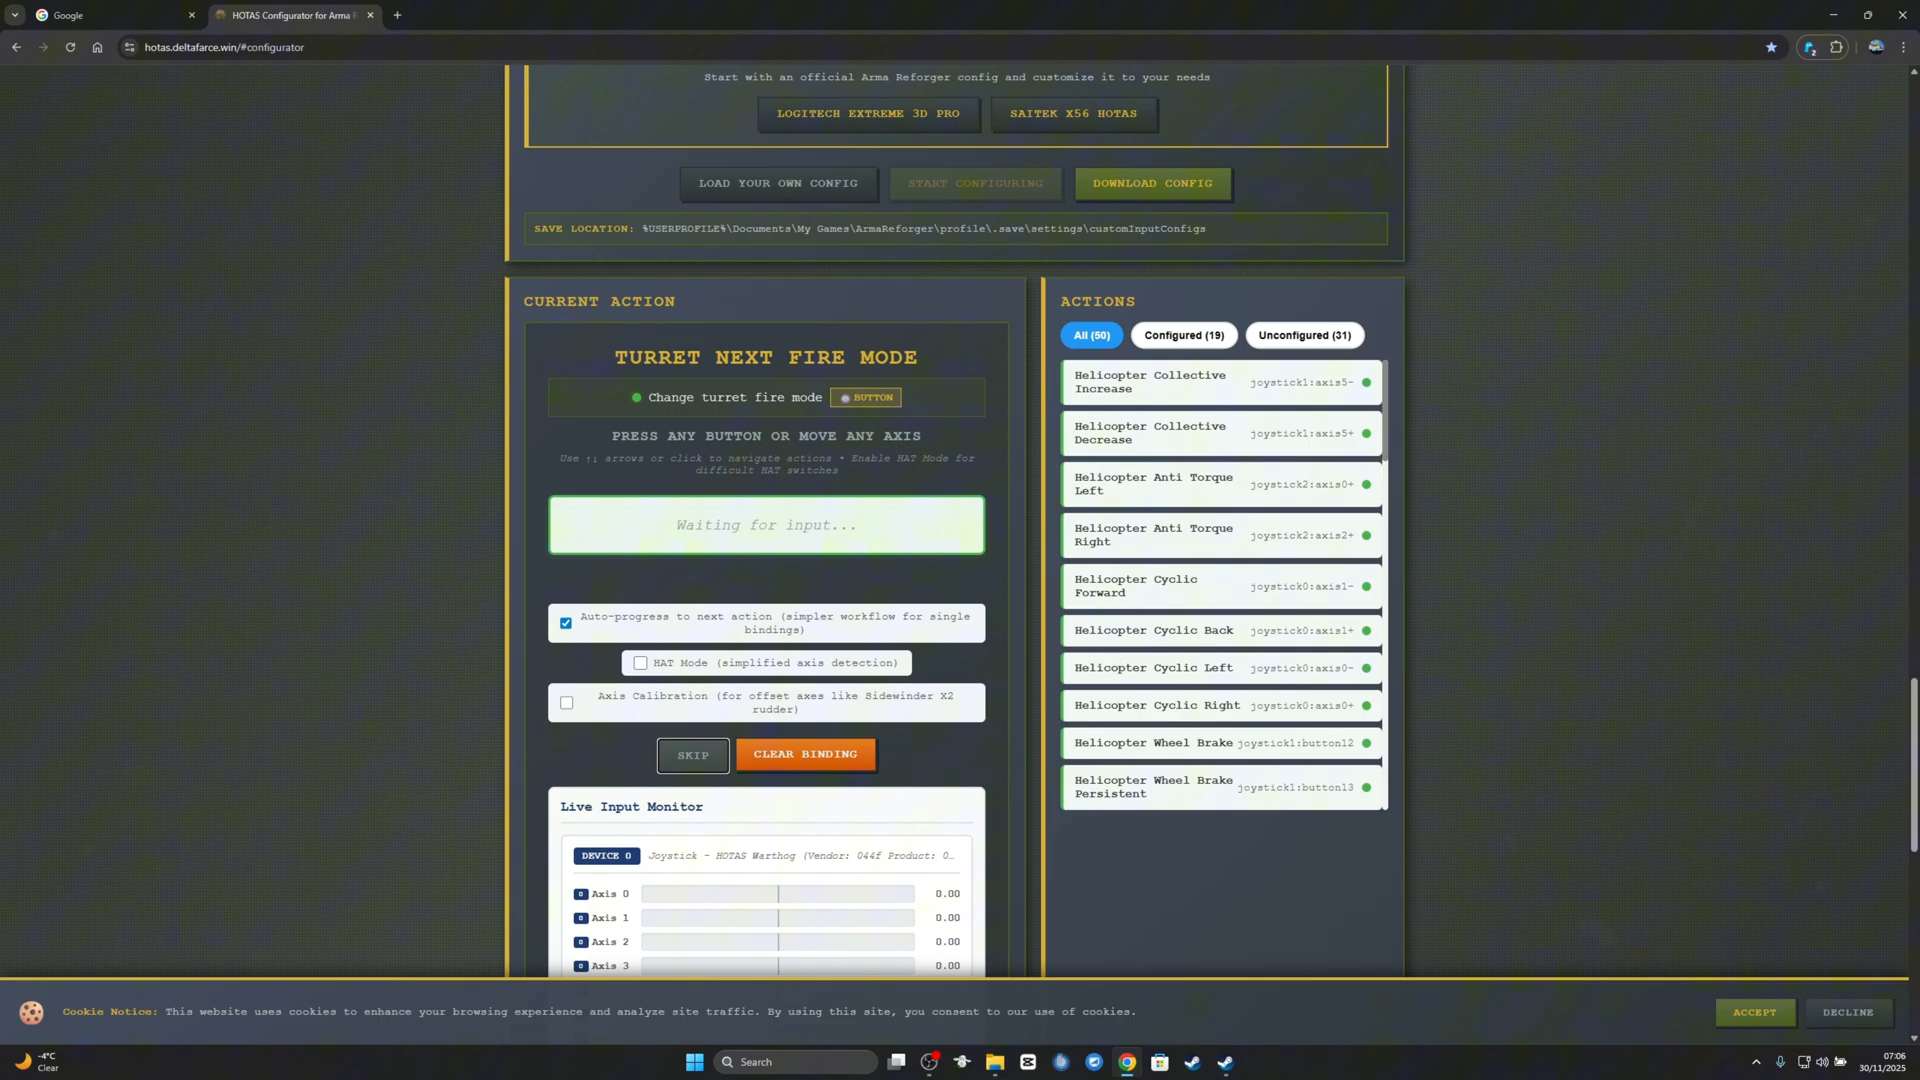 Google
HOTAS Configurator for Arma R
hotas.deltafarce.win/#configurator
Start with an official Arma Reforger config and customize it to your needs
LOGITECH EXTREME 3D PRO
SAITEK X56 HOTAS
LOAD YOUR OWN CONFIG
START CONFIGURING
DOWNLOAD CONFIG
SAVE LOCATION: %USERPROFILE%\Documents\My Games\ArmaReforger\profile\.save\settings\customInputConfigs
CURRENT ACTION
TURRET NEXT FIRE MODE
Change turret fire mode
BUTTON
PRESS ANY BUTTON OR MOVE ANY AXIS
Use ↑↓ arrows or click to navigate actions • Enable HAT Mode for
difficult HAT switches
Waiting for input...
Auto-progress to next action (simpler workflow for single
bindings)
HAT Mode (simplified axis detection)
Axis Calibration (for offset axes like Sidewinder X2
rudder)
SKIP
CLEAR BINDING
Live Input Monitor
DEVICE 0
Joystick - HOTAS Warthog (Vendor: 044f Product: 0…
0 Axis 0 0.00
0 Axis 1 0.00
0 Axis 2 0.00
0 Axis 3 0.00
ACTIONS
All (50)
Configured (19)
Unconfigured (31)
Helicopter Collective
Increase
joystick1:axis5-
Helicopter Collective
Decrease
joystick1:axis5+
Helicopter Anti Torque
Left
joystick2:axis0+
Helicopter Anti Torque
Right
joystick2:axis2+
Helicopter Cyclic
Forward
joystick0:axis1-
Helicopter Cyclic Back joystick0:axis1+
Helicopter Cyclic Left joystick0:axis0-
Helicopter Cyclic Right joystick0:axis0+
Helicopter Wheel Brake joystick1:button12
Helicopter Wheel Brake
Persistent
joystick1:button13
Cookie Notice: This website uses cookies to enhance your browsing experience and analyze site traffic. By using this site, you consent to our use of cookies.
ACCEPT
DECLINE
-4°C
Clear
Search
07:06
30/11/2025